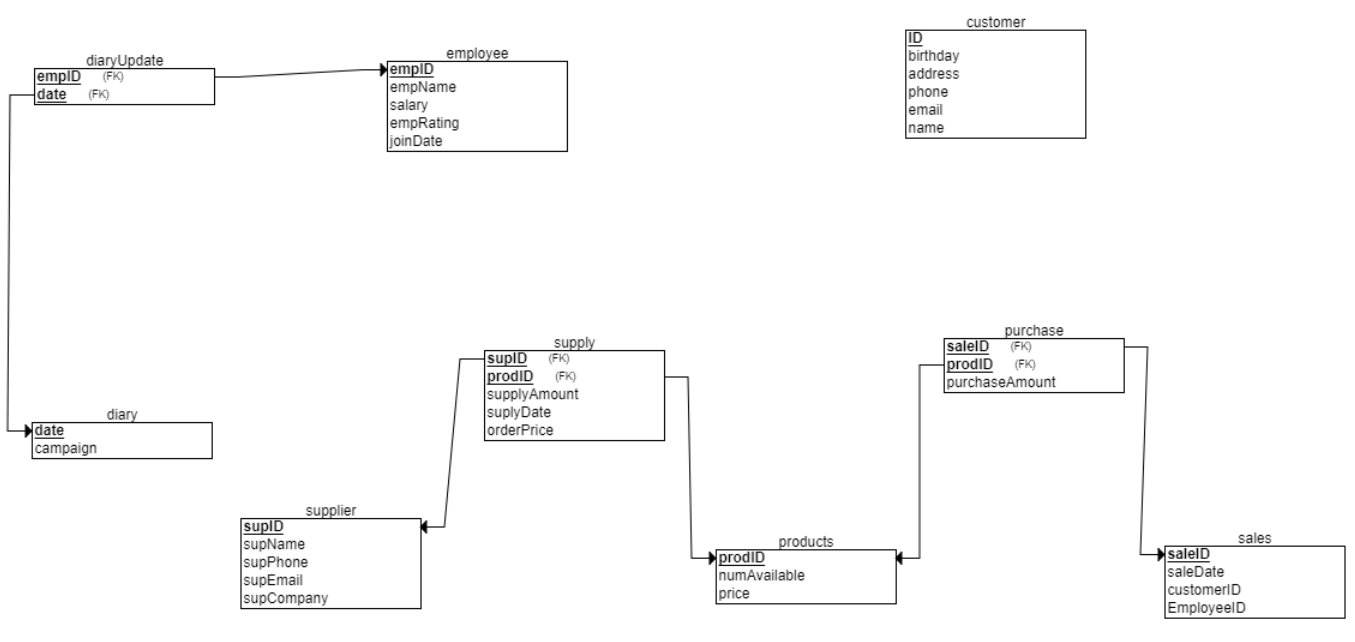 customer
ID
birthday
address
phone
email
name
diaryUpdate
empID (FK)
date (FK)
employee
empID
empName
salary
empRating
joinDate
supply
supID (FK)
prodID (FK)
supplyAmount
suplyDate
orderPrice
purchase
saleID (FK)
prodID (FK)
purchaseAmount
diary
date
campaign
supplier
supID
supName
supPhone
supEmail
supCompany
products
prodID
numAvailable
price
sales
saleID
saleDate
customerID
EmployeeID